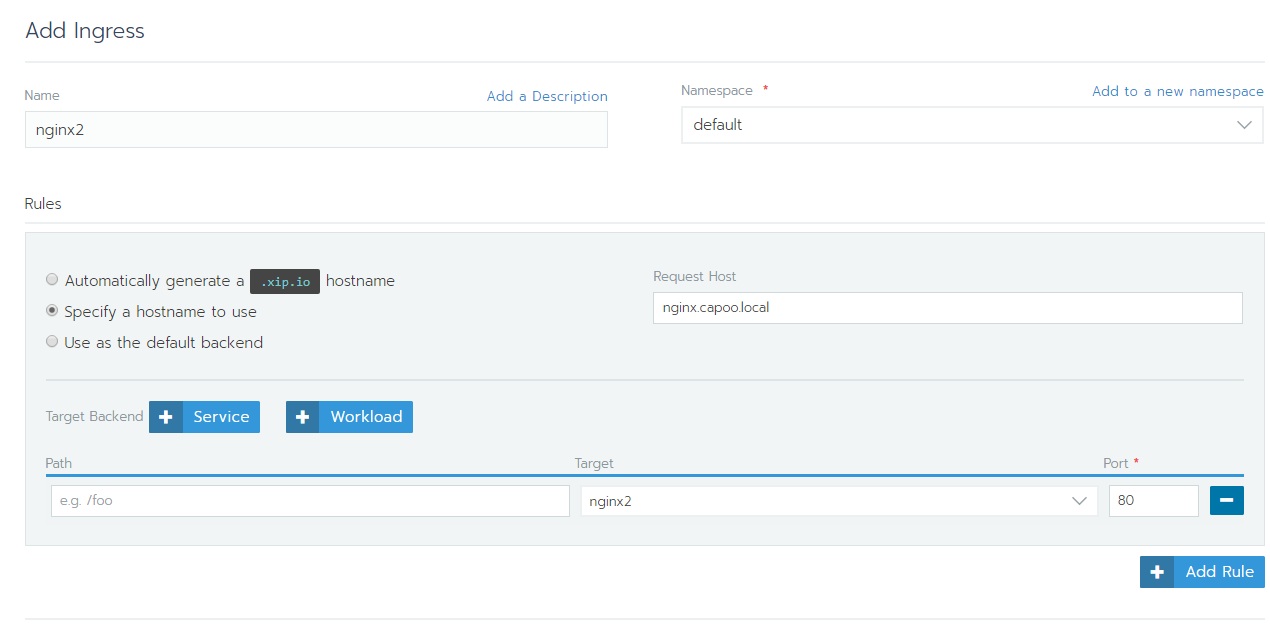 Add Ingress
Name Add a Description
nginx2
Namespace * Add to a new namespace
default
Rules
Automatically generate a .xip.io hostname
Specify a hostname to use
Use as the default backend
Request Host
nginx.capoo.local
Target Backend + Service + Workload
Path Target Port *
e.g. /foo nginx2 80
+ Add Rule